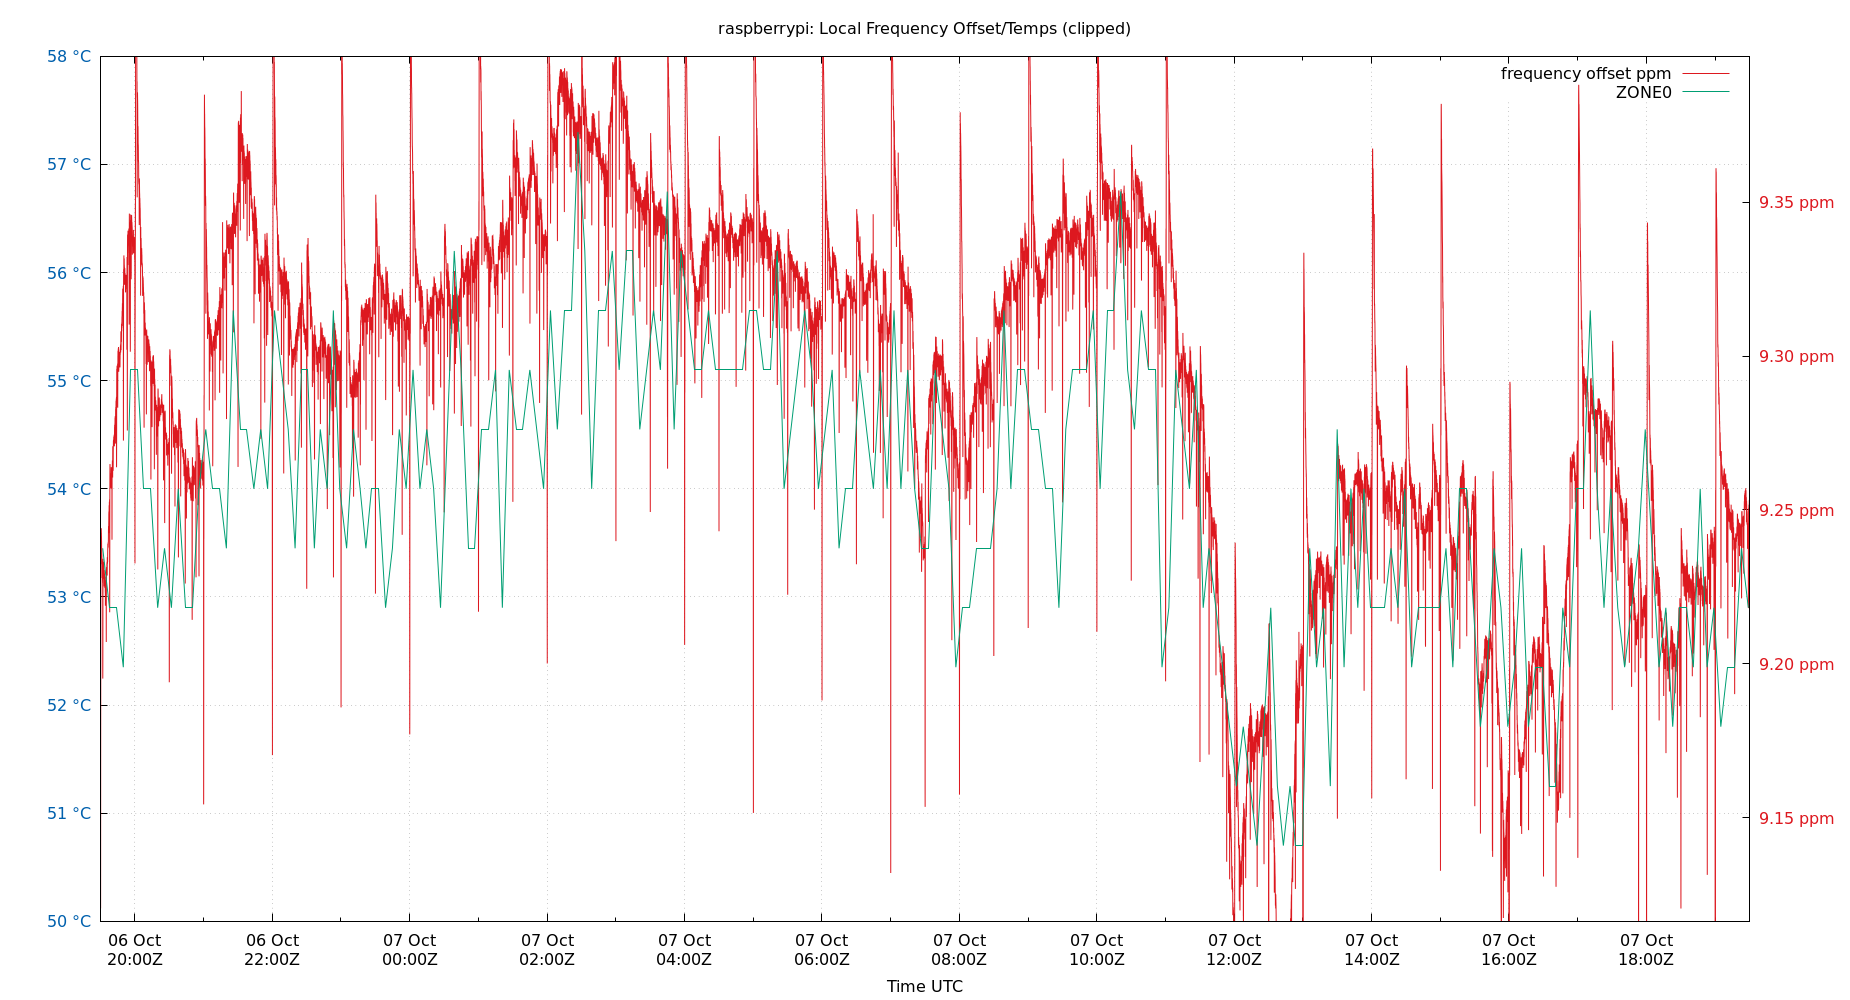 raspberrypi: Local Frequency Offset/Temps (clipped)
58 °C
57 °C
56 °C
55 °C
54 °C
53 °C
52 °C
51 °C
50 °C
frequency offset ppm
ZONE0
9.35 ppm
9.30 ppm
9.25 ppm
9.20 ppm
9.15 ppm
06 Oct 06 Oct 07 Oct 07 Oct 07 Oct 07 Oct 07 Oct 07 Oct 07 Oct 07 Oct 07 Oct 07 Oct
20:00Z 22:00Z 00:00Z 02:00Z 04:00Z 06:00Z 08:00Z 10:00Z 12:00Z 14:00Z 16:00Z 18:00Z
Time UTC